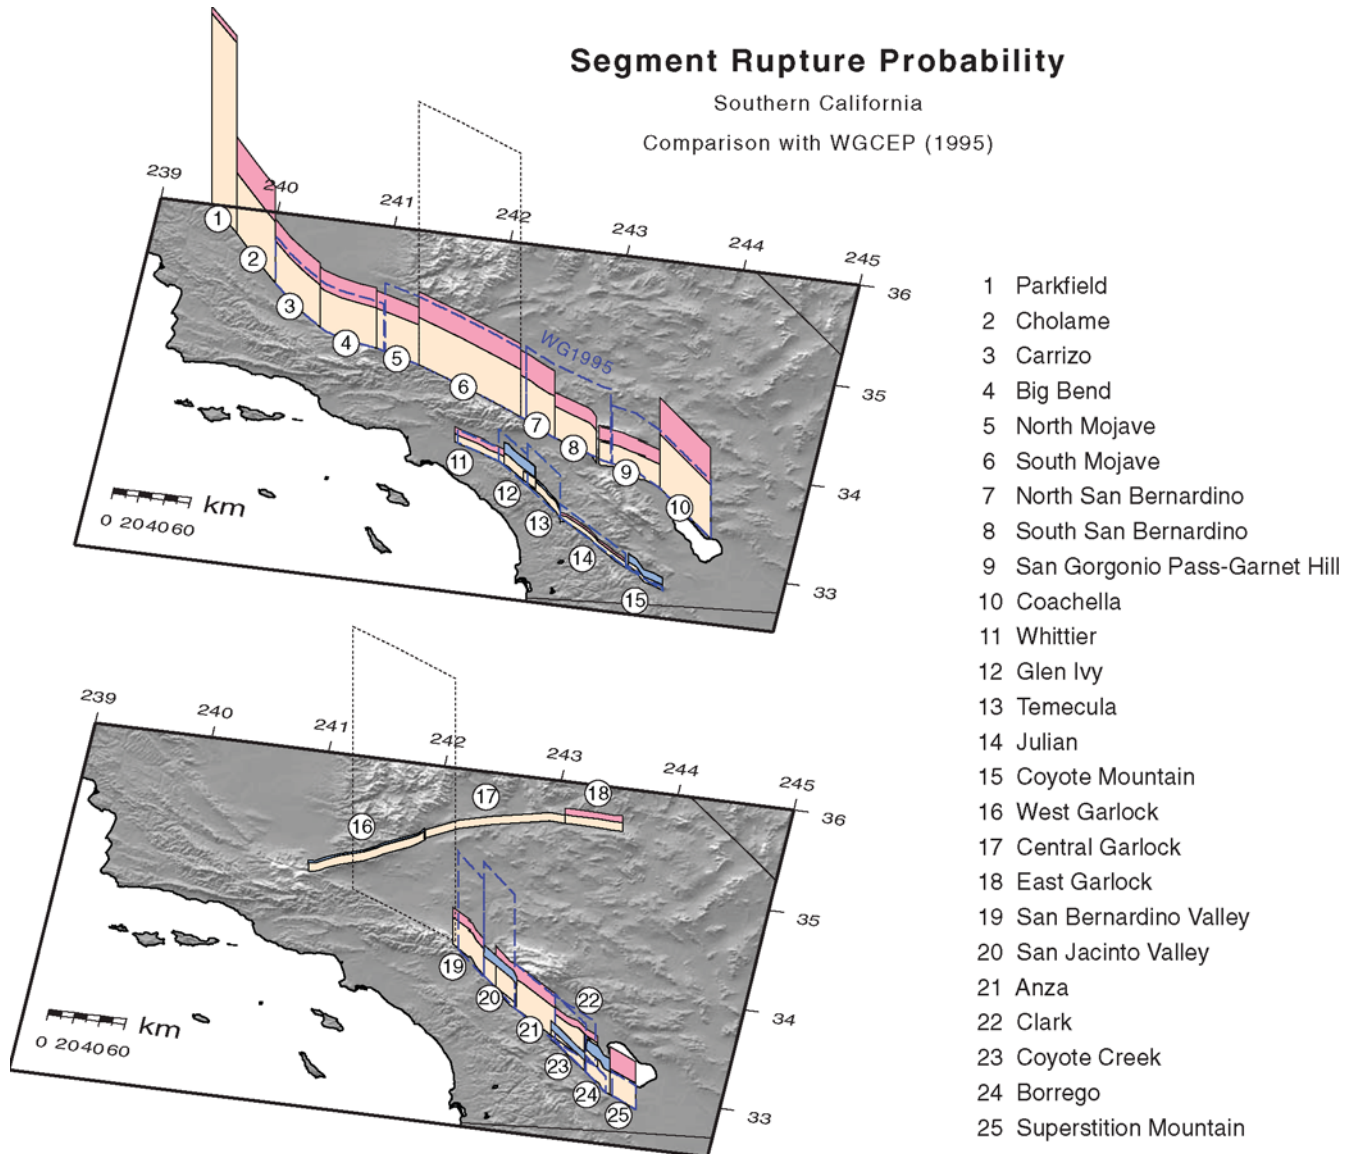 Segment Rupture Probability
Southern California
Comparison with WGCEP (1995)
239
240
241
242
243
244
245
36
35
34
33
WG1995
1
2
3
4
5
6
7
8
9
10
11
12
13
14
15
km
0 204060
239
240
241
242
243
244
245
36
35
34
33
16
17
18
19
20
21
22
23
24
25
km
0 204060
1 Parkfield
2 Cholame
3 Carrizo
4 Big Bend
5 North Mojave
6 South Mojave
7 North San Bernardino
8 South San Bernardino
9 San Gorgonio Pass-Garnet Hill
10 Coachella
11 Whittier
12 Glen Ivy
13 Temecula
14 Julian
15 Coyote Mountain
16 West Garlock
17 Central Garlock
18 East Garlock
19 San Bernardino Valley
20 San Jacinto Valley
21 Anza
22 Clark
23 Coyote Creek
24 Borrego
25 Superstition Mountain